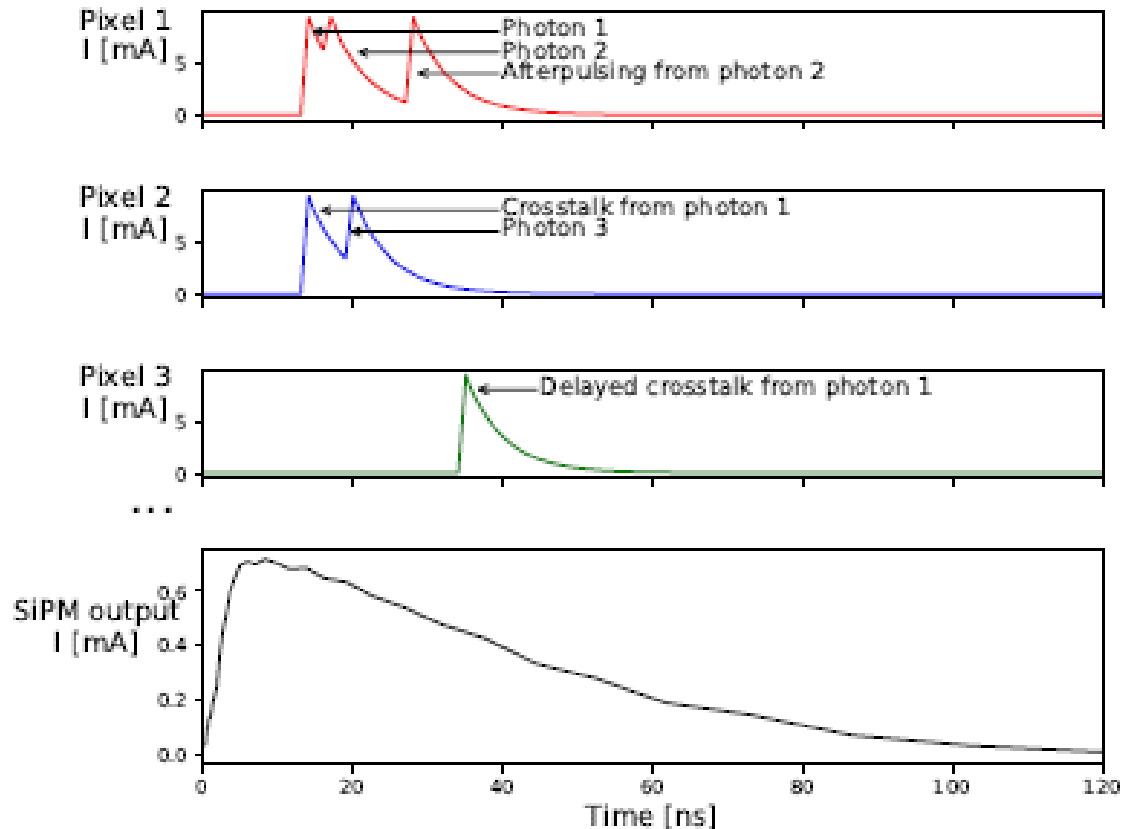 Pixel 1
I [mA]
5
0
Photon 1
Photon 2
Afterpulsing from photon 2
Pixel 2
I [mA]
5
0
Crosstalk from photon 1
Photon 3
Pixel 3
I [mA]
5
0
Delayed crosstalk from photon 1
...
SiPM output
I [mA]
0.6
0.4
0.2
0.0
0 20 40 60 80 100 120
Time [ns]